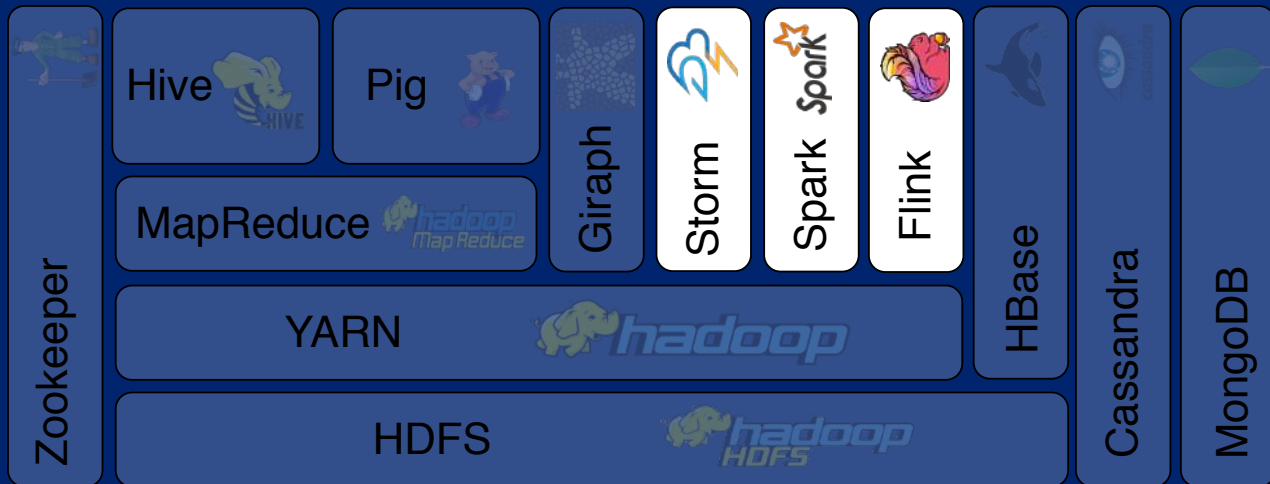 Zookeeper
Hive
HIVE
Pig
MapReduce
hadoop
Map Reduce
Giraph
Storm
Spark
Spark
Flink
YARN
hadoop
HBase
HDFS
hadoop
HDFS
Cassandra
MongoDB